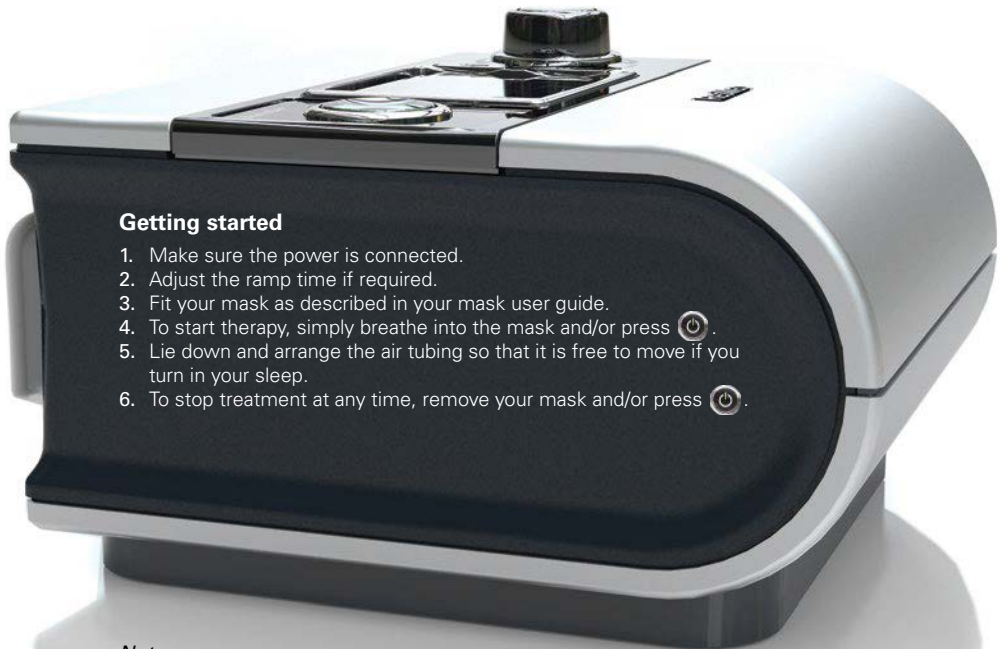 Getting started
1. Make sure the power is connected.
2. Adjust the ramp time if required.
3. Fit your mask as described in your mask user guide.
4. To start therapy, simply breathe into the mask and/or press .
5. Lie down and arrange the air tubing so that it is free to move if you
turn in your sleep.
6. To stop treatment at any time, remove your mask and/or press .